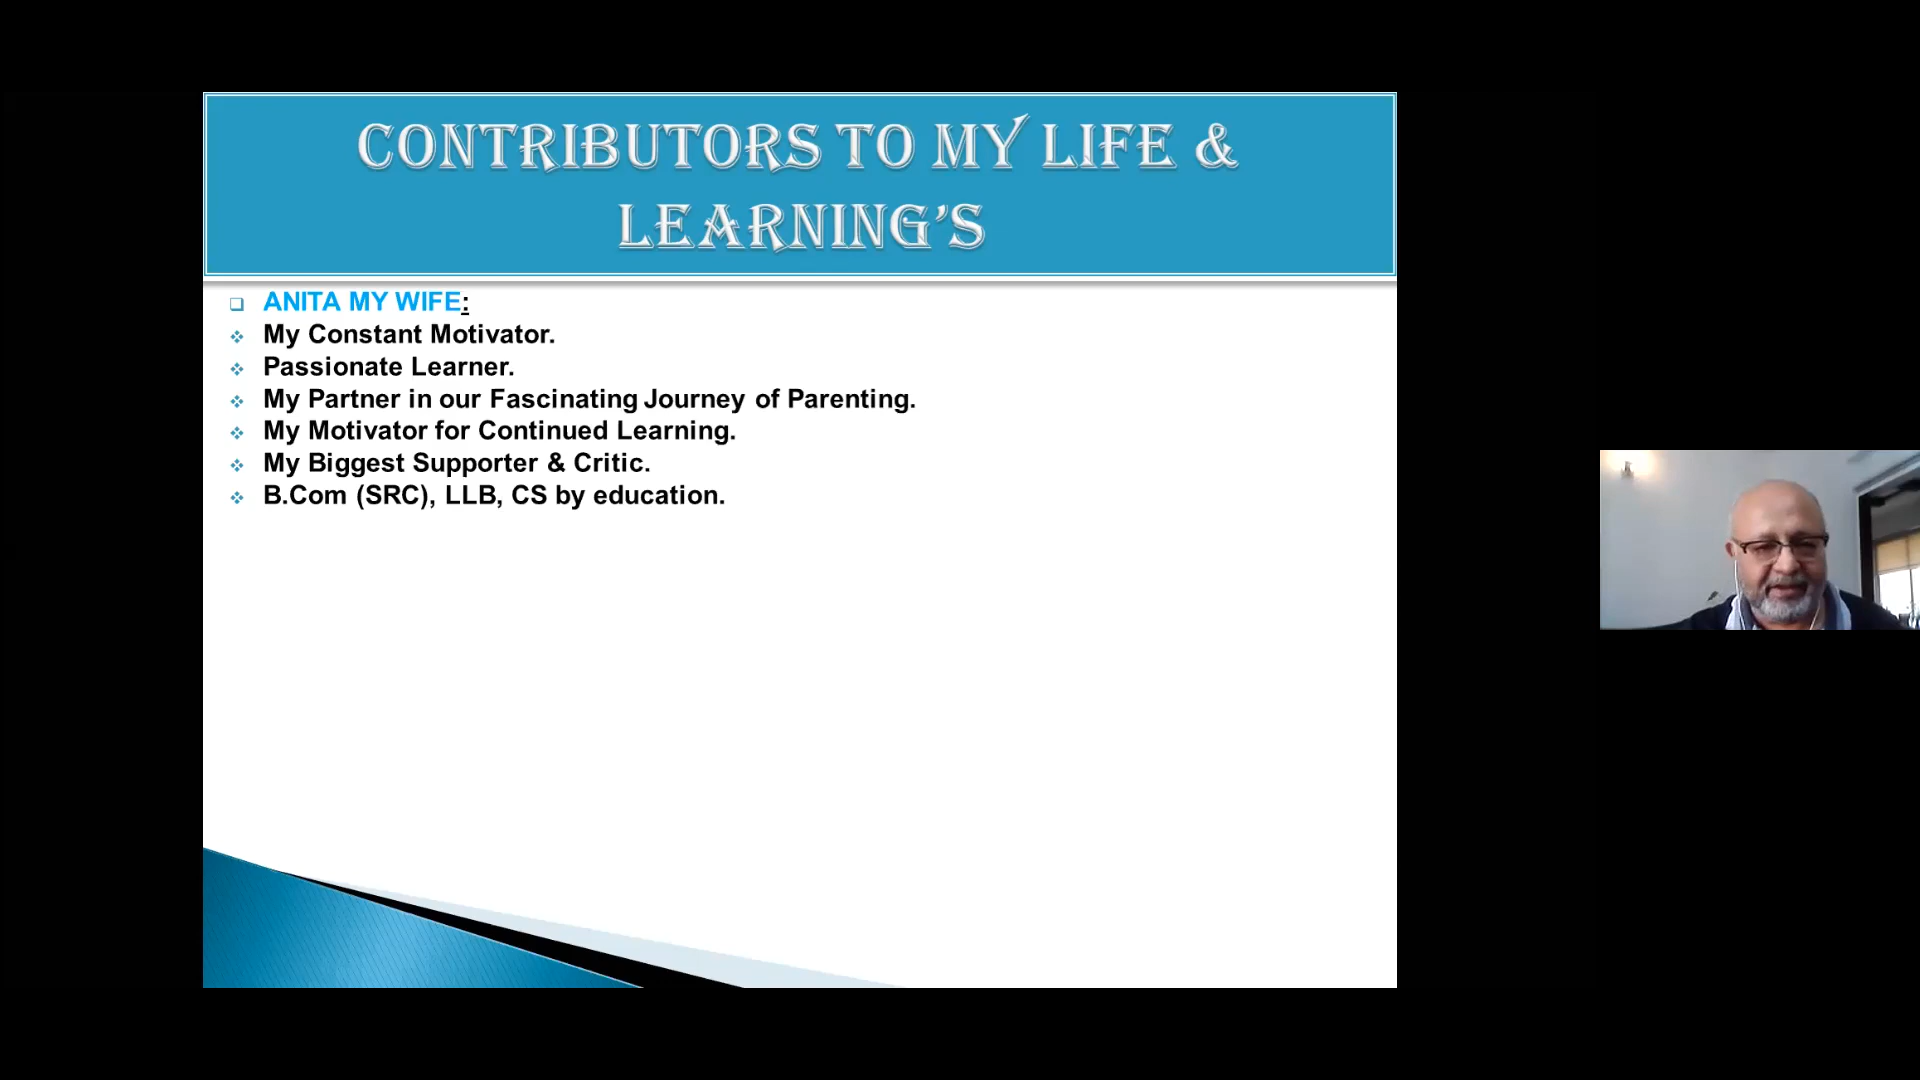 CONTRIBUTORS TO MY LIFE &
LEARNING’S
ANITA MY WIFE:
My Constant Motivator.
Passionate Learner.
My Partner in our Fascinating Journey of Parenting.
My Motivator for Continued Learning.
My Biggest Supporter & Critic.
B.Com (SRC), LLB, CS by education.